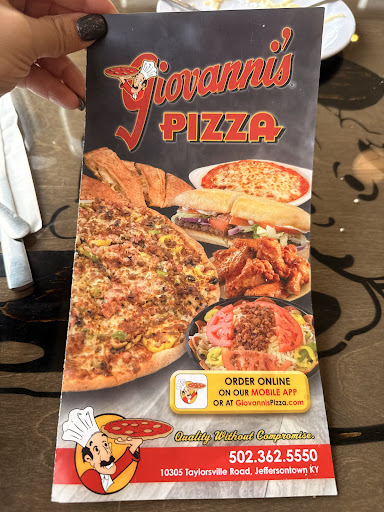 Giovanni's
PIZZA
ORDER ONLINE
ON OUR MOBILE APP
OR AT GiovannisPizza.com
Quality Without Compromise.
502.362.5550
10305 Taylorsville Road, Jeffersontown KY